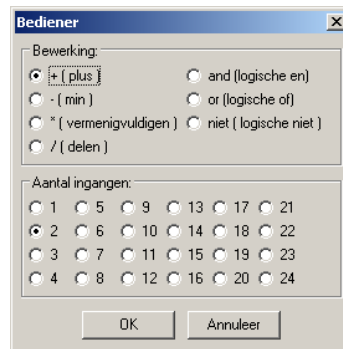 Bediener
Bewerking:
+ ( plus )
- ( min )
* ( vermenigvuldigen )
/ ( delen )
and (logische en)
or (logische of)
niet ( logische niet )
Aantal ingangen:
1 5 9 13 17 21
2 6 10 14 18 22
3 7 11 15 19 23
4 8 12 16 20 24
OK Annuleer